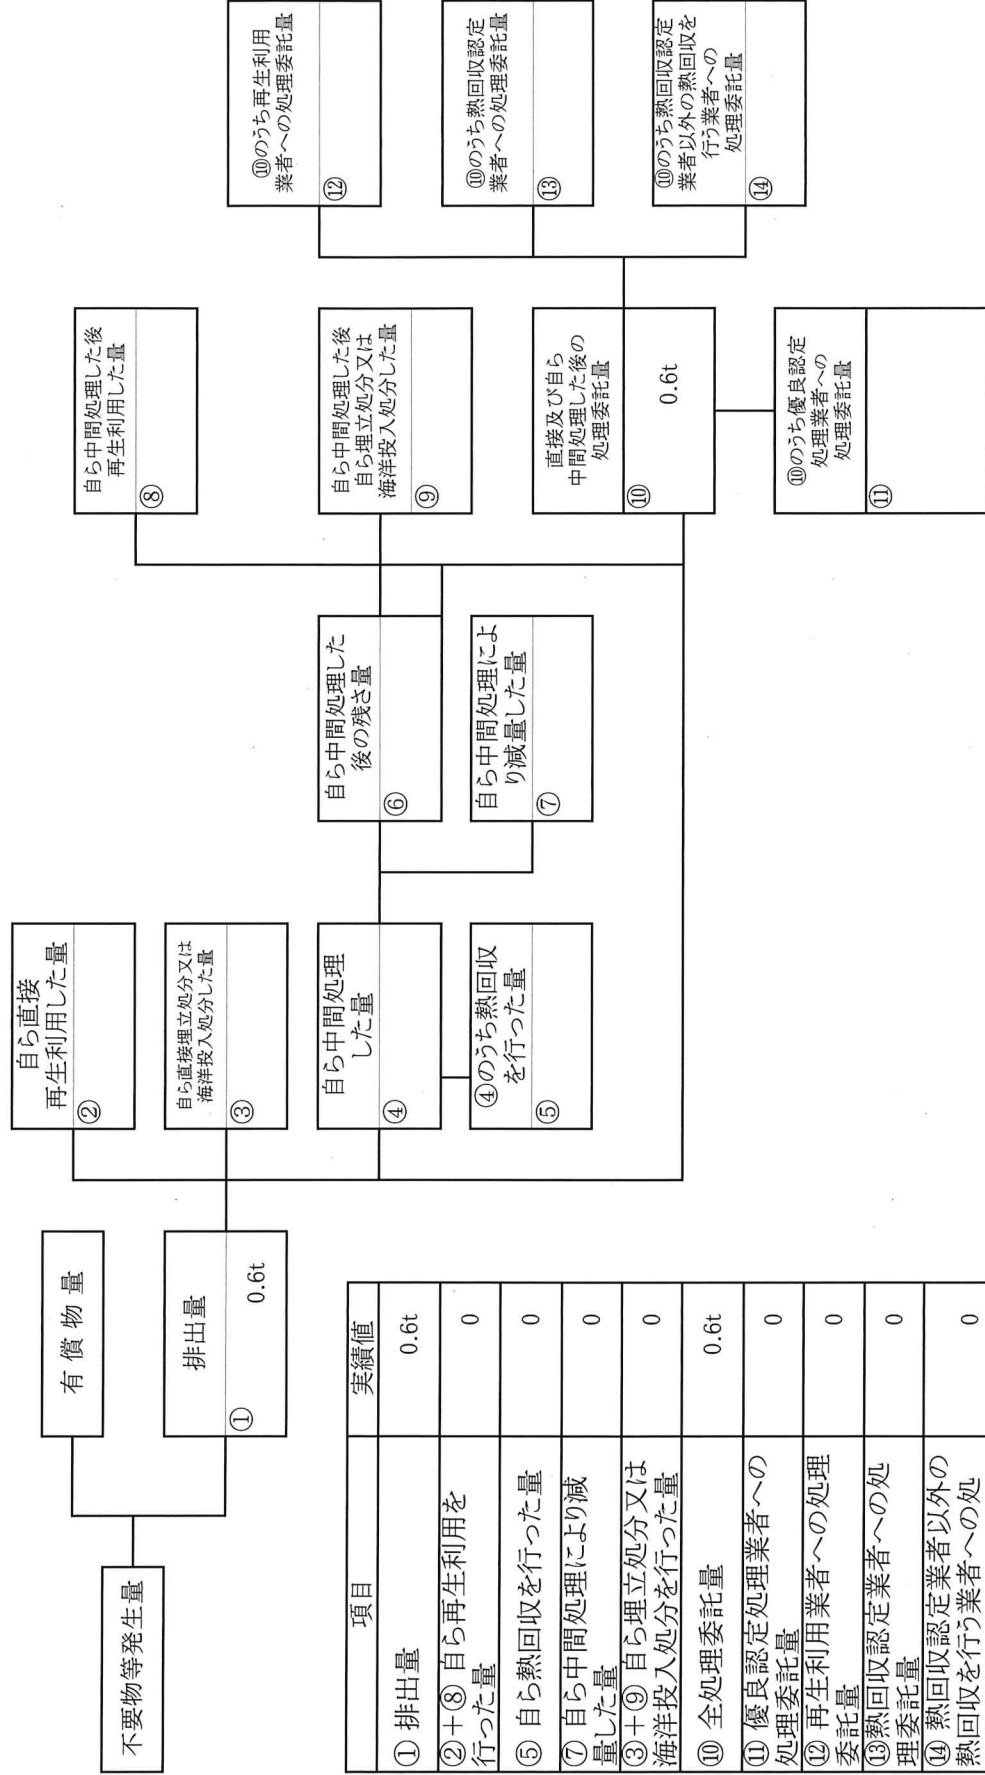 不要物等発生量
有償物量
排出量
①
0.6t
自ら直接
再生利用した量
②
自ら直接埋立処分又は
海洋投入処分した量
③
自ら中間処理
した量
④
④のうち熱回収
を行った量
⑤
自ら中間処理した
後の残さ量
⑥
自ら中間処理によ
り減量した量
⑦
自ら中間処理した後
再生利用した量
⑧
自ら中間処理した後
自ら埋立処分又は
海洋投入処分した量
⑨
直接及び自ら
中間処理した後の
処理委託量
⑩
0.6t
⑩のうち優良認定
処理業者への
処理委託量
⑪
⑩のうち再生利用
業者への処理委託量
⑫
⑩のうち熱回収認定
業者への処理委託量
⑬
⑩のうち熱回収認定
業者以外の熱回収を
行う業者への
処理委託量
⑭
項目 実績値
① 排出量 0.6t
②+⑧ 自ら再生利用を
行った量 0
⑤ 自ら熱回収を行った量 0
⑦ 自ら中間処理により減
量した量 0
③+⑨ 自ら埋立処分又は
海洋投入処分を行った量 0
⑩ 全処理委託量 0.6t
⑪ 優良認定処理業者への
処理委託量 0
⑫ 再生利用業者への処理
委託量 0
⑬熱回収認定業者への処
理委託量 0
⑭ 熱回収認定業者以外の
熱回収を行う業者への処 0